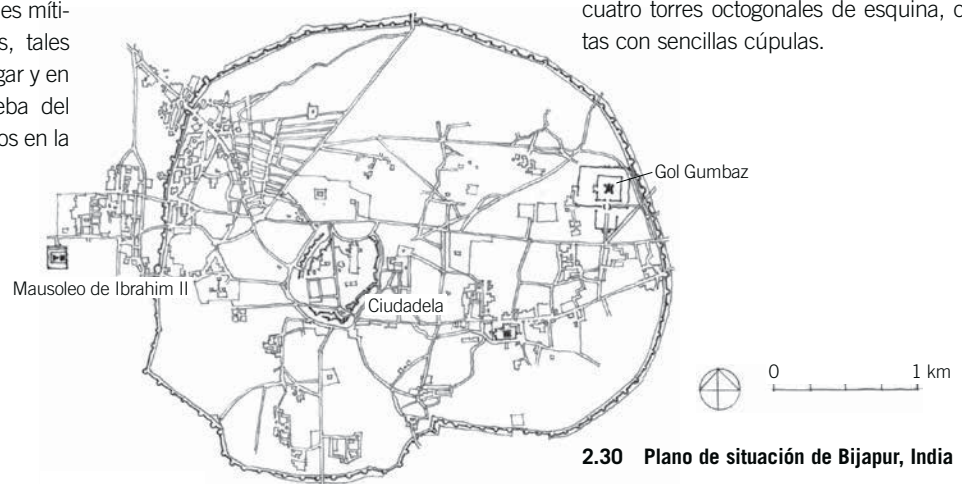 es míti-
s, tales
gar y en
eba del
os en la
cuatro torres octogonales de esquina, c
tas con sencillas cúpulas.
Gol Gumbaz
Mausoleo de Ibrahim II
Ciudadela
0 1 km
2.30 Plano de situación de Bijapur, India